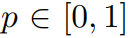 p ∈ [0, 1]